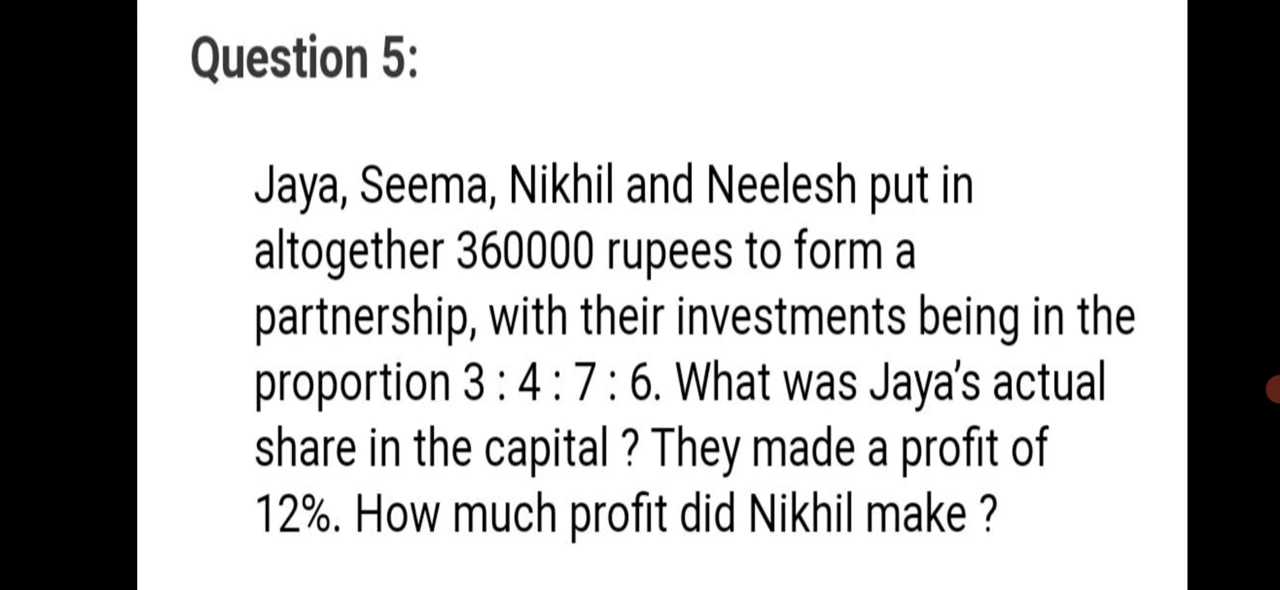 Question 5:
Jaya, Seema, Nikhil and Neelesh put in
altogether 360000 rupees to form a
partnership, with their investments being in the
proportion 3 : 4 : 7 : 6. What was Jaya's actual
share in the capital ? They made a profit of
12%. How much profit did Nikhil make ?